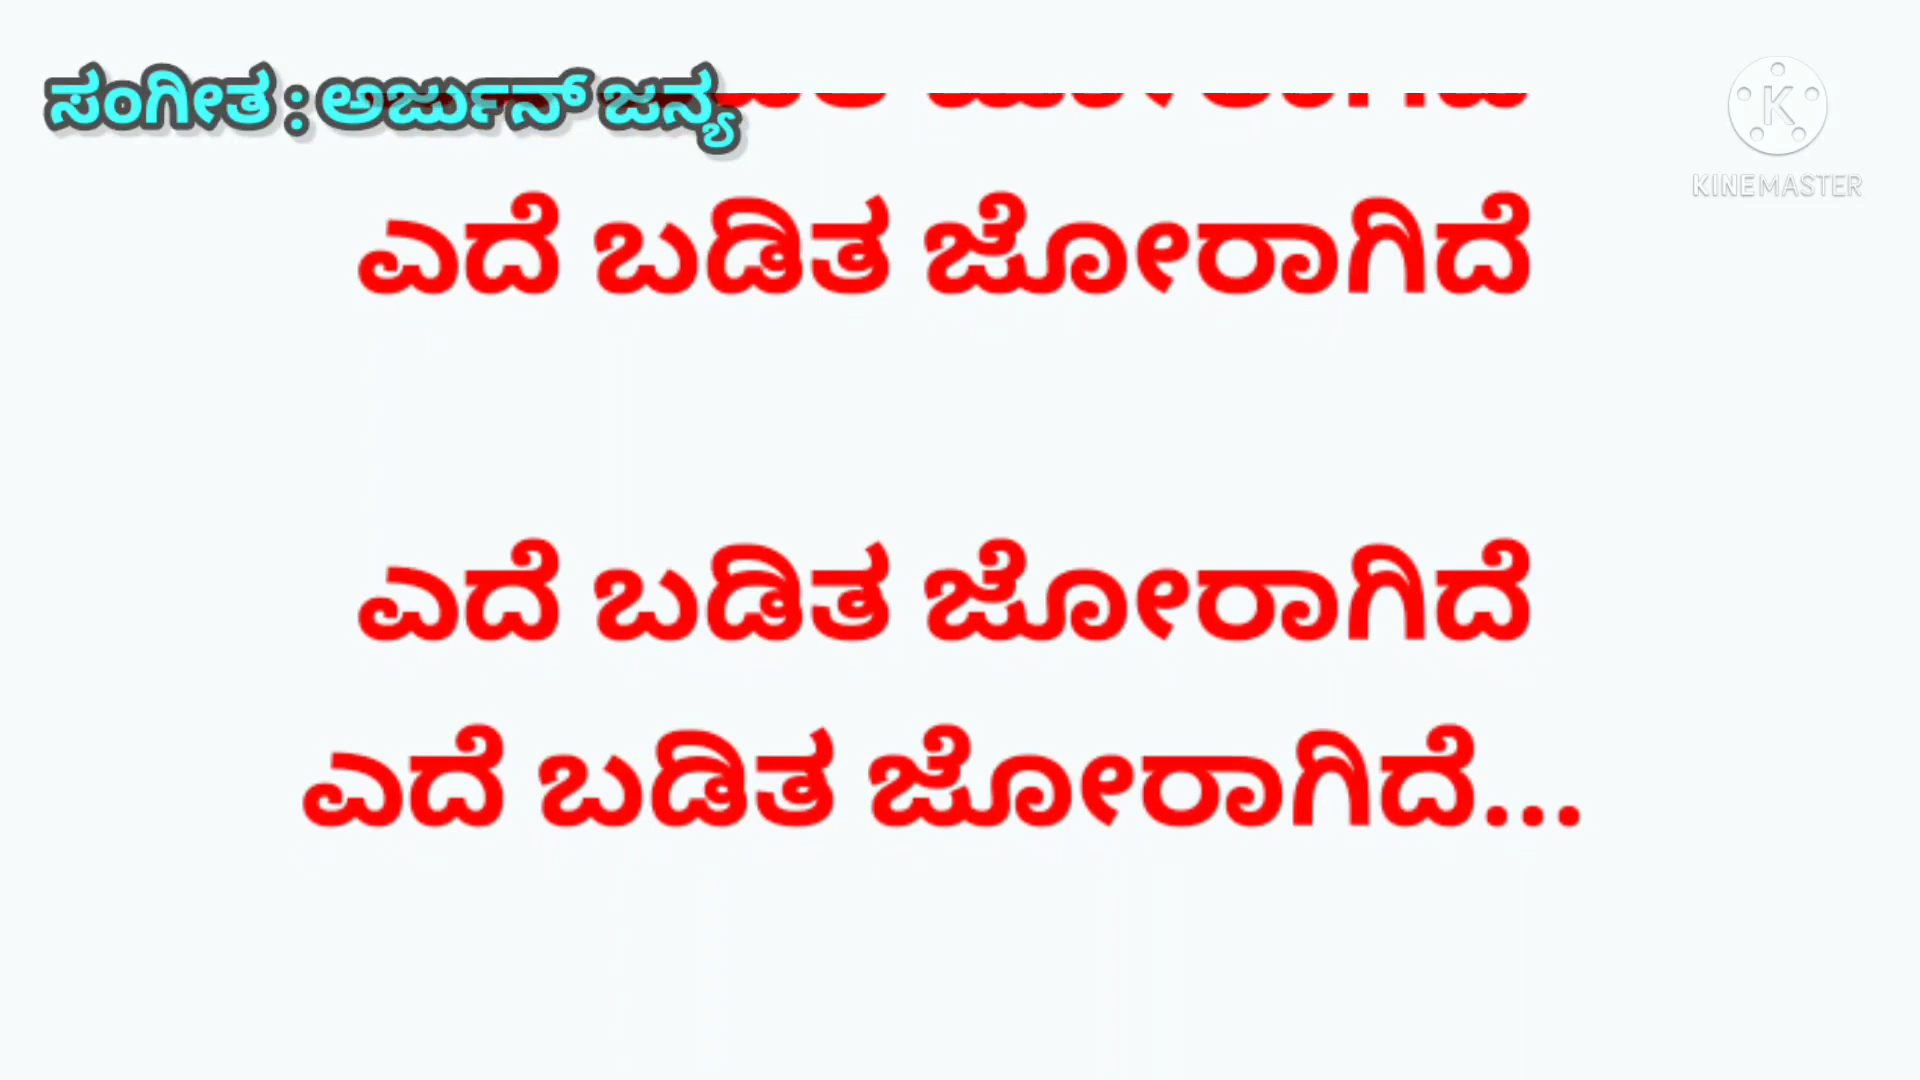 ಸಂಗೀತ : ಅರ್ಜುನ್ ಜನ್ಯ
KINEMASTER
ಎದೆ ಬಡಿತ ಜೋರಾಗಿದೆ
ಎದೆ ಬಡಿತ ಜೋರಾಗಿದೆ
ಎದೆ ಬಡಿತ ಜೋರಾಗಿದೆ...